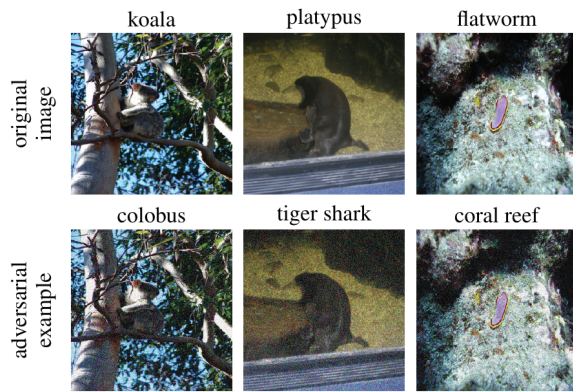 koala
platypus
flatworm
original
image
colobus
tiger shark
coral reef
adversarial
example